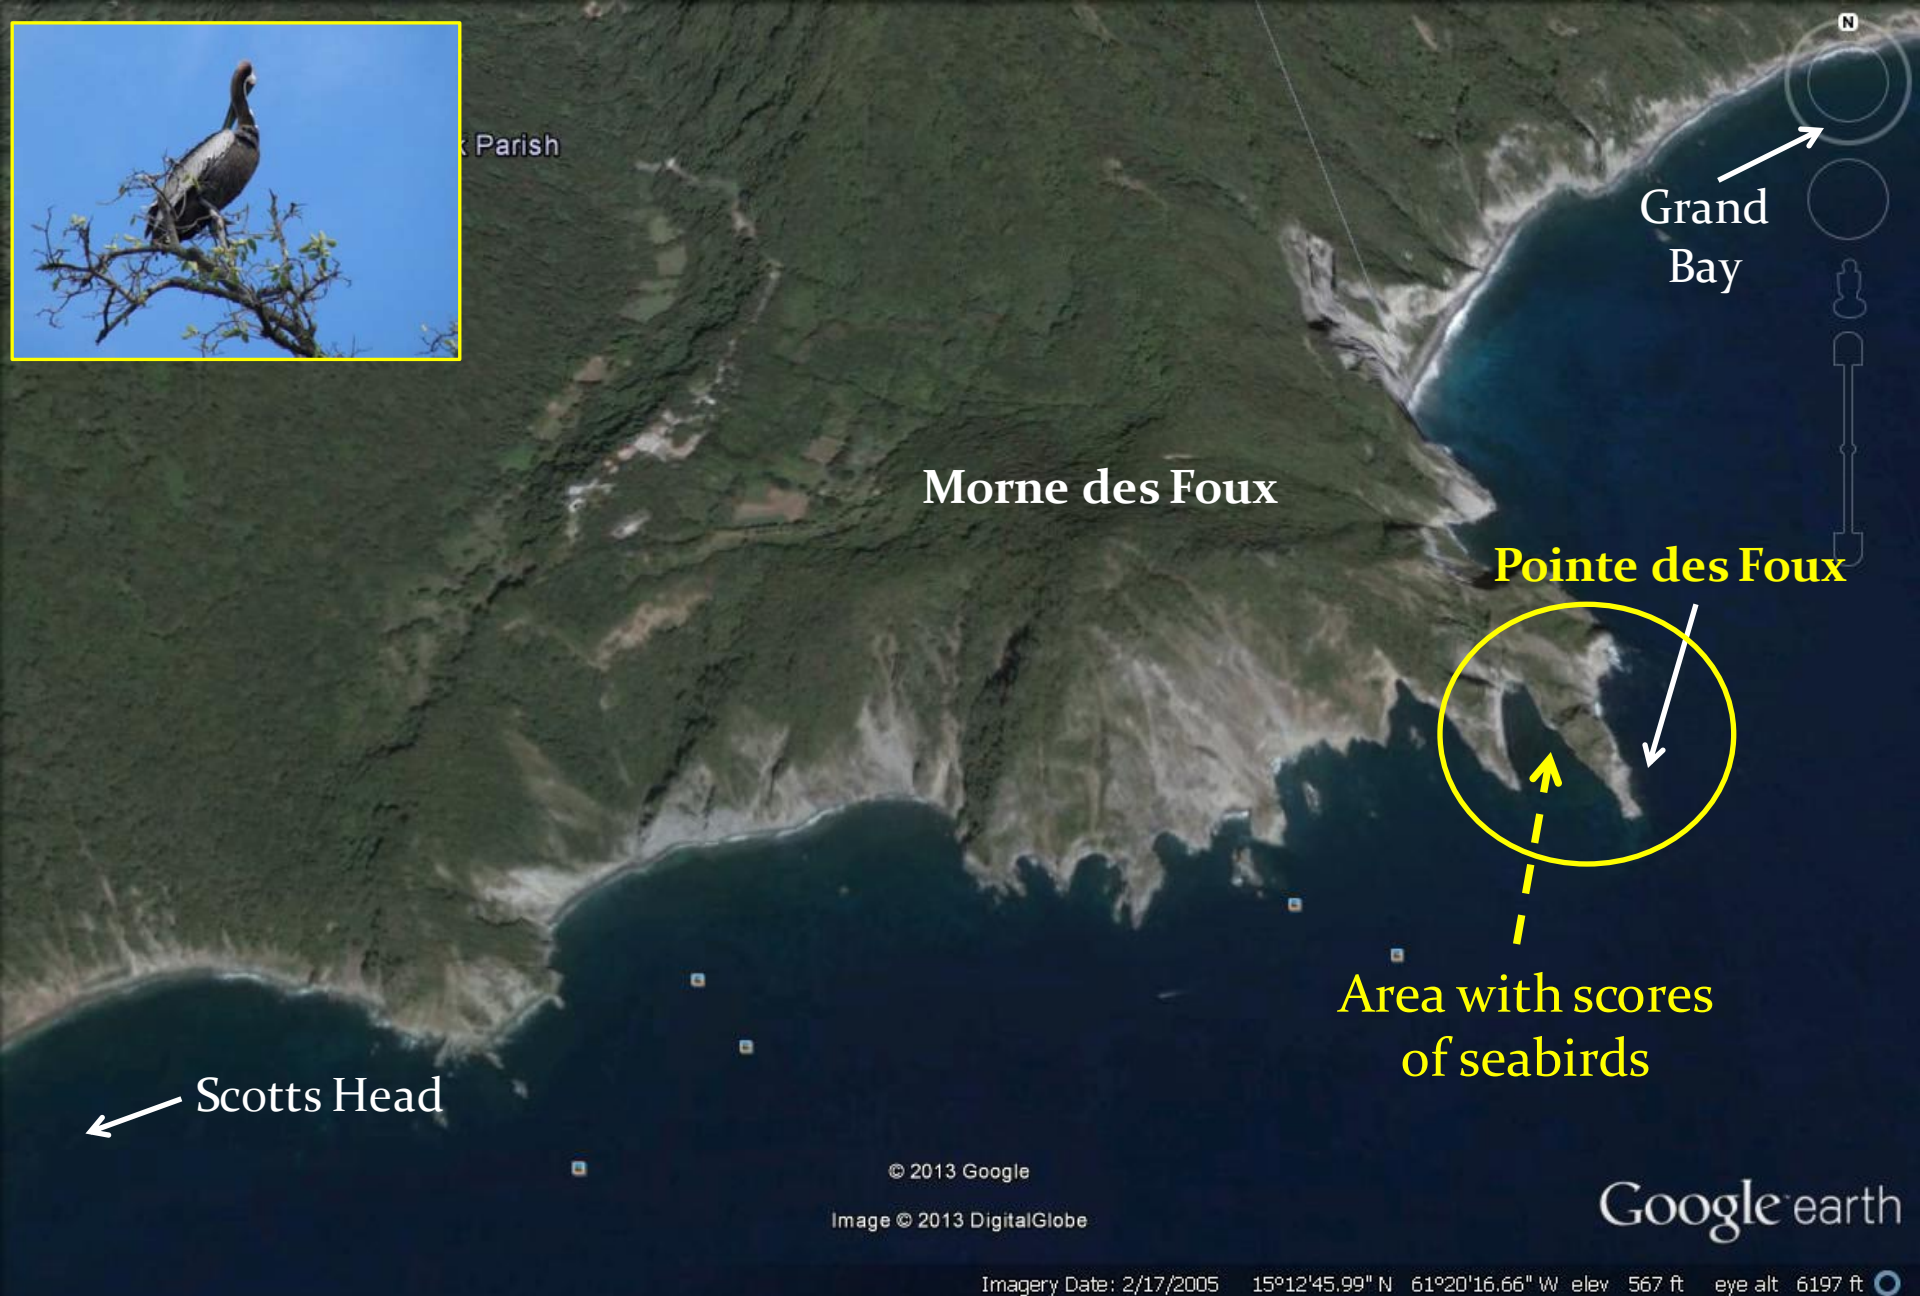 N
k Parish
Grand
Bay
Morne des Foux
Pointe des Foux
Area with scores
of seabirds
Scotts Head
© 2013 Google
Image © 2013 DigitalGlobe
Google earth
Imagery Date: 2/17/2005 15°12'45.99" N 61°20'16.66" W elev 567 ft eye alt 6197 ft